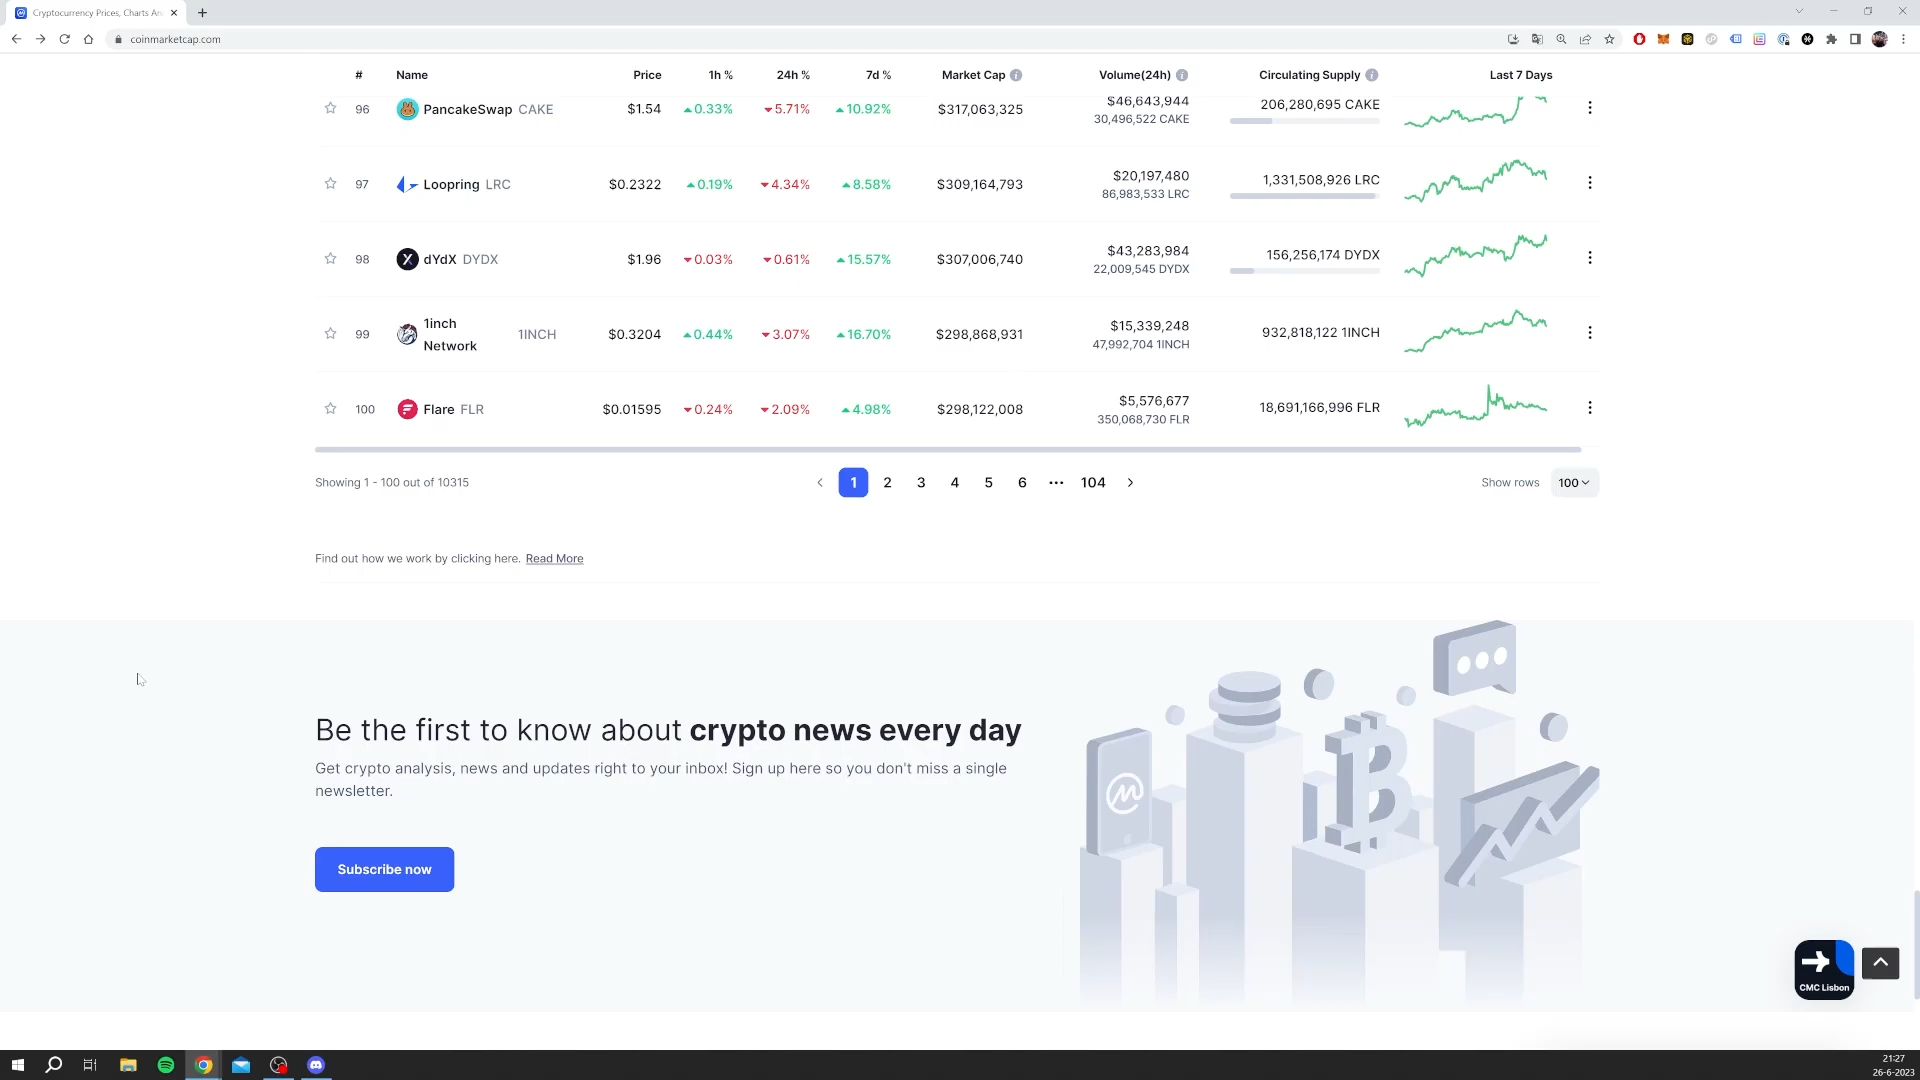 Cryptocurrency Prices, Charts An
coinmarketcap.com
# Name Price 1h % 24h % 7d % Market Cap Volume(24h) Circulating Supply Last 7 Days
96 PancakeSwap CAKE $1.54 0.33% 5.71% 10.92% $317,063,325 $46,643,944 206,280,695 CAKE
30,496,522 CAKE
97 Loopring LRC $0.2322 0.19% 4.34% 8.58% $309,164,793 $20,197,480 1,331,508,926 LRC
86,983,533 LRC
98 dYdX DYDX $1.96 0.03% 0.61% 15.57% $307,006,740 $43,283,984 156,256,174 DYDX
22,009,545 DYDX
99 1inch Network 1INCH $0.3204 0.44% 3.07% 16.70% $298,868,931 $15,339,248 932,818,122 1INCH
47,992,704 1INCH
100 Flare FLR $0.01595 0.24% 2.09% 4.98% $298,122,008 $5,576,677 18,691,166,996 FLR
350,068,730 FLR
Showing 1 - 100 out of 10315 1 2 3 4 5 6 ••• 104 Show rows 100
Find out how we work by clicking here. Read More
Be the first to know about crypto news every day
Get crypto analysis, news and updates right to your inbox! Sign up here so you don't miss a single
newsletter.
Subscribe now
CMC Lisbon
21:27
26-6-2023